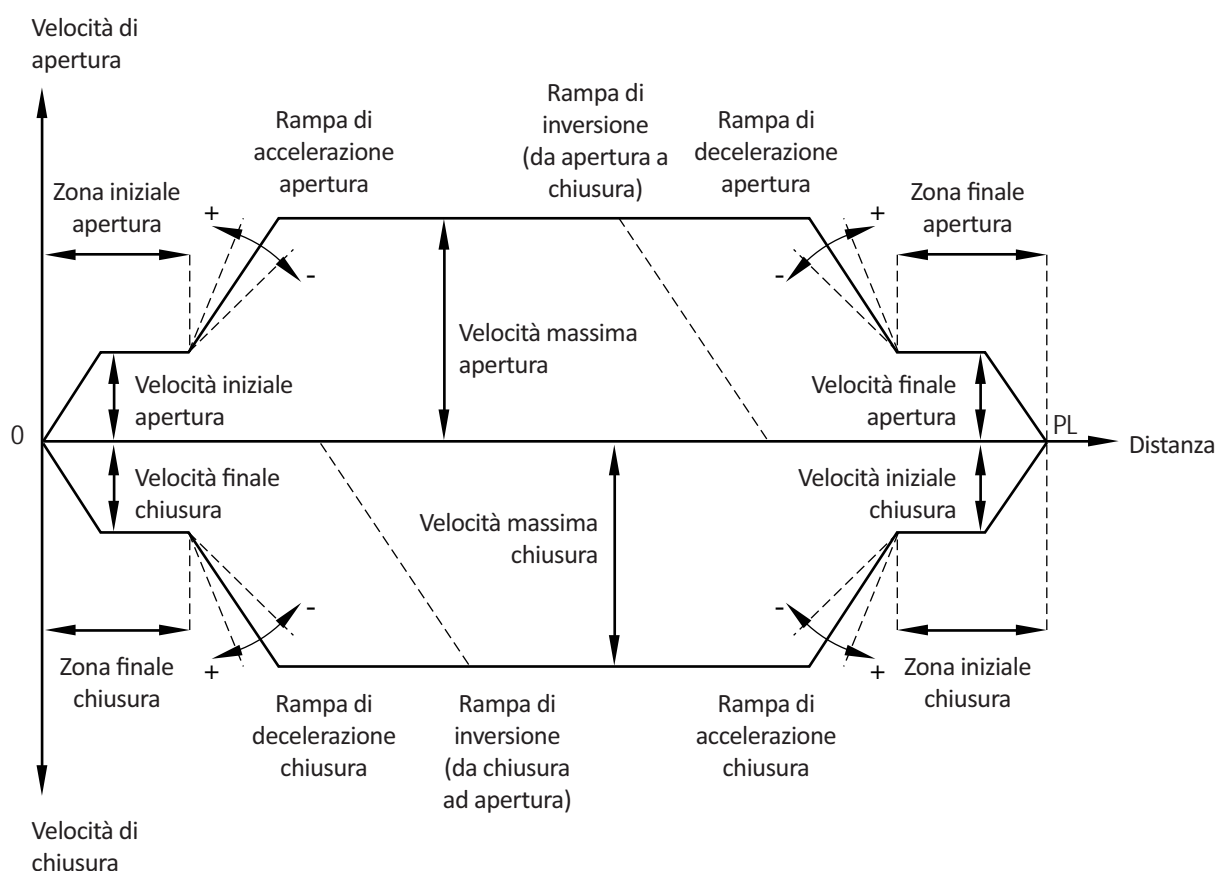 Velocità di
apertura
Rampa di
accelerazione
apertura
Rampa di
inversione
(da apertura a
chiusura)
Rampa di
decelerazione
apertura
Zona iniziale
apertura
Zona finale
apertura
+
-
+
-
Velocità massima
apertura
Velocità iniziale
apertura
Velocità finale
apertura
0
PL
Distanza
Velocità finale
chiusura
Velocità iniziale
chiusura
Velocità massima
chiusura
-
+
-
+
Zona finale
chiusura
Zona iniziale
chiusura
Rampa di
decelerazione
chiusura
Rampa di
inversione
(da chiusura
ad apertura)
Rampa di
accelerazione
chiusura
Velocità di
chiusura